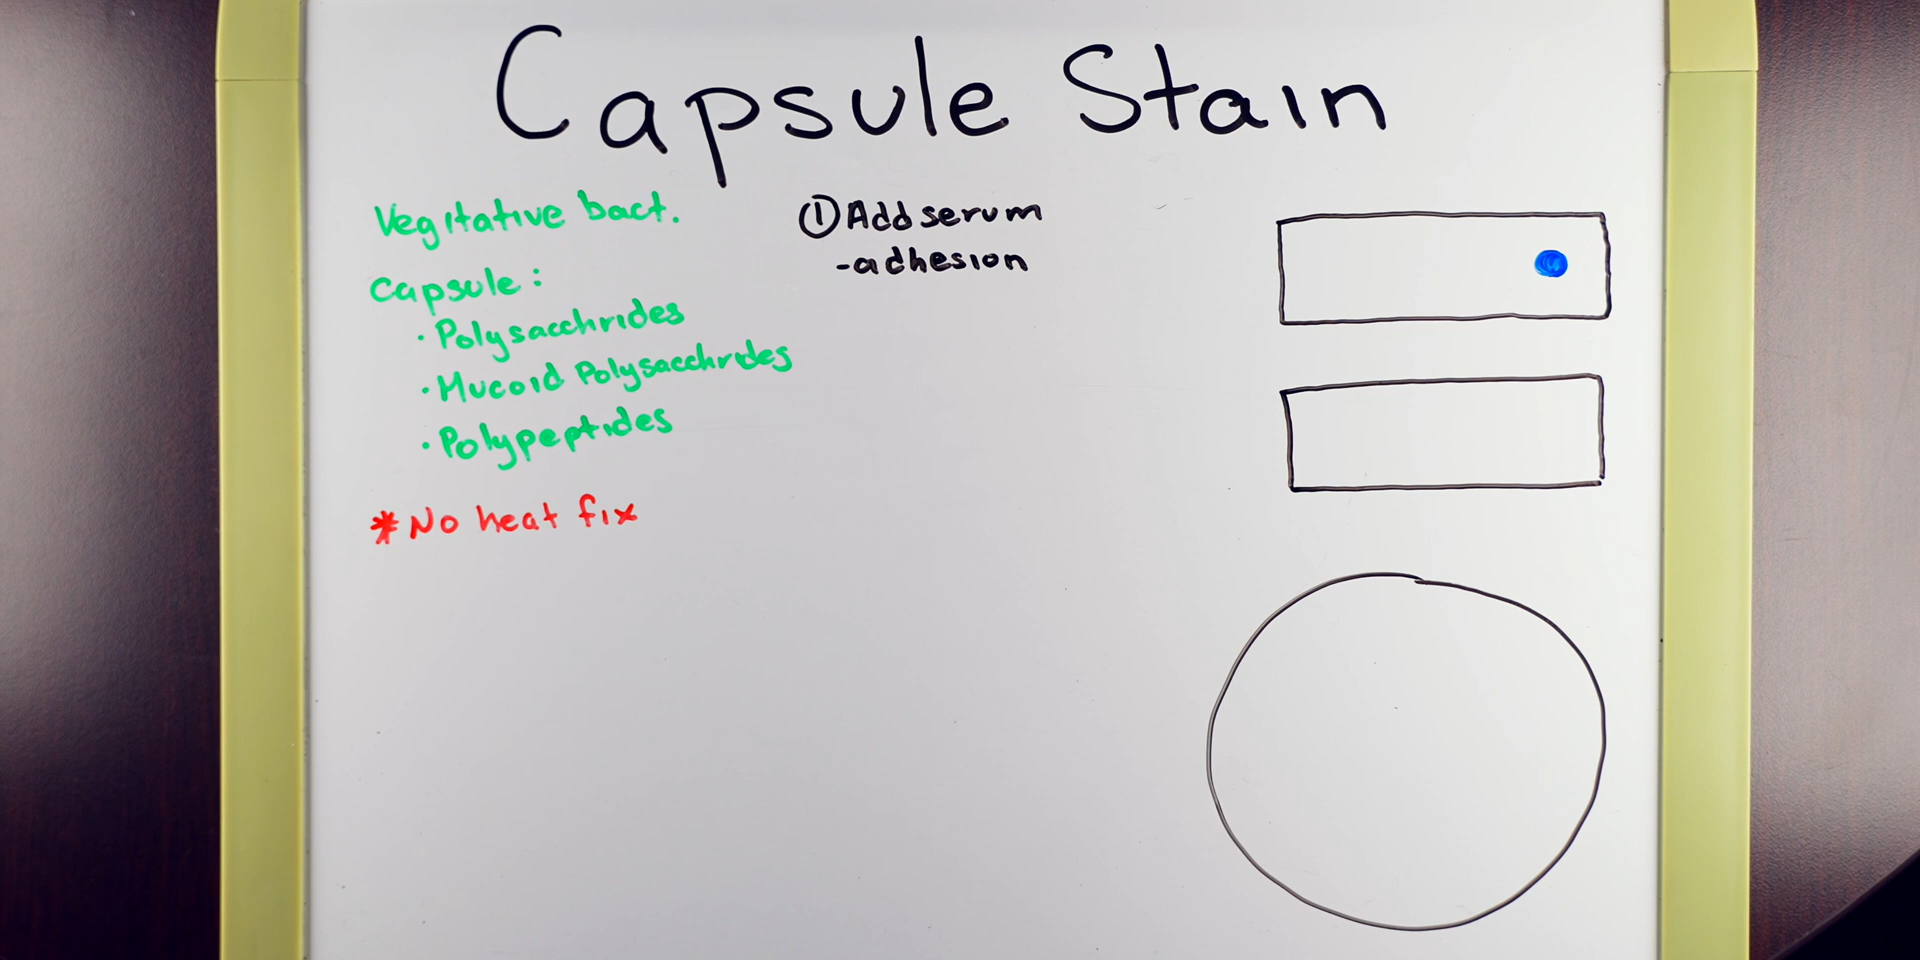 Capsule Stain
Vegitative bact.
Capsule:
• Polysacchrides
• Mucoid Polysacchrides
• Polypeptides
*No heat fix
① Add serum
-adhesion